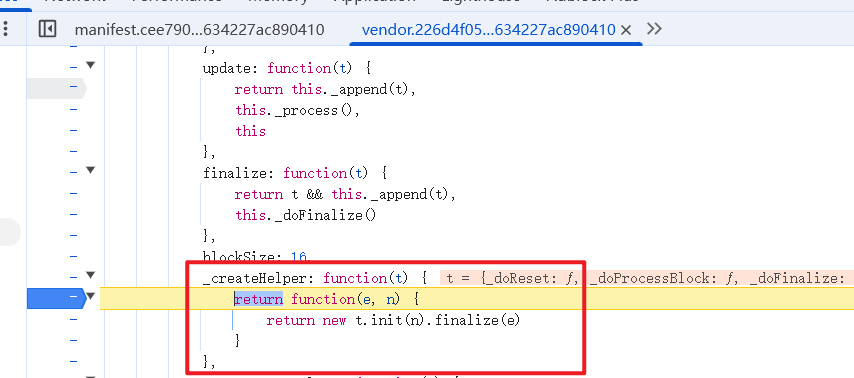 manifest.cee790...634227ac890410 vendor.226d4f05...634227ac890410 × >>
},
update: function(t) {
return this._append(t),
this._process(),
this
},
finalize: function(t) {
return t && this._append(t),
this._doFinalize()
},
blockSize: 16,
_createHelper: function(t) { t = {_doReset: ƒ, _doProcessBlock: ƒ, _doFinalize:
return function(e, n) {
return new t.init(n).finalize(e)
}
},